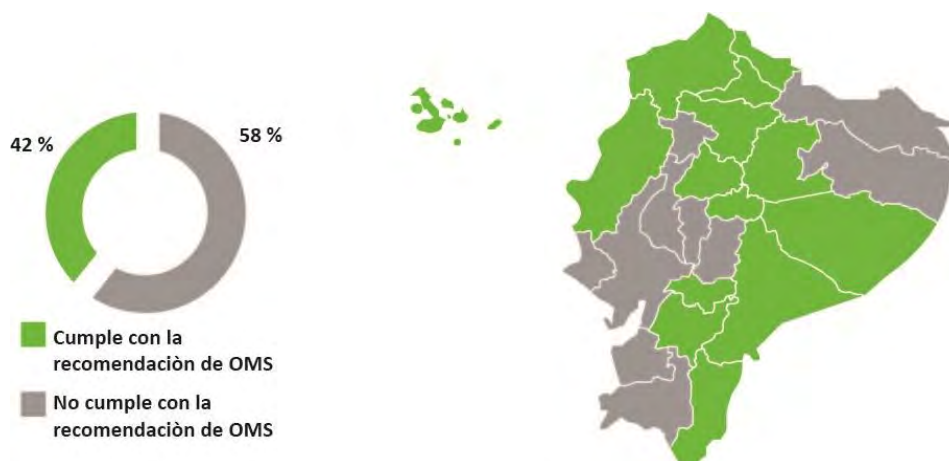 42 %
58 %
Cumple con la
recomendaciòn de OMS
No cumple con la
recomendaciòn de OMS